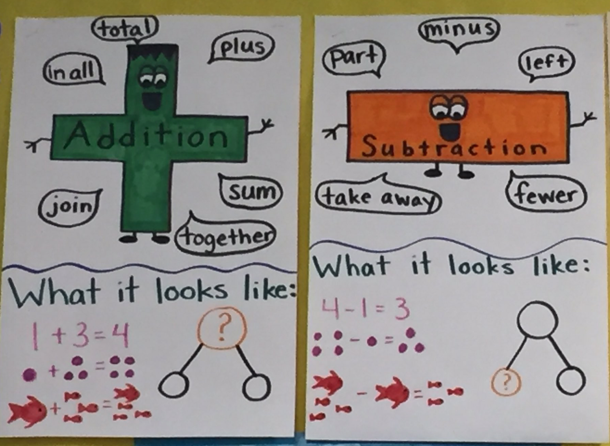 total
plus
in all
Addition
join
sum
together
What it looks like:
?
1 + 3 = 4
+ =
+ =
minus
part
left
Subtraction
take away
fewer
What it looks like:
4 - 1 = 3
- =
- =
?